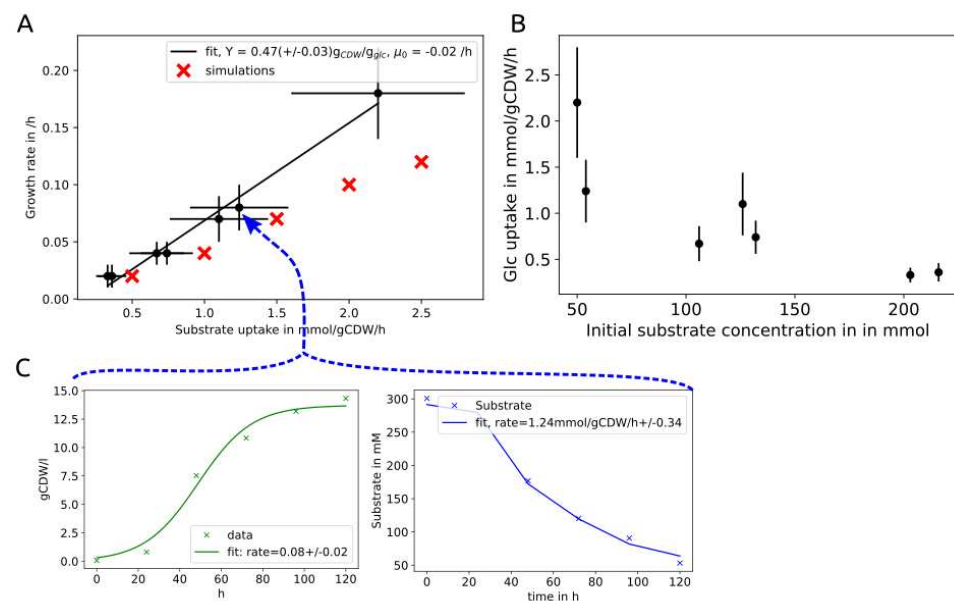 A
fit, Y = 0.47(+/-0.03)g_CDW/g_glc, μ₀ = -0.02 /h
simulations
Growth rate in /h
0.20
0.15
0.10
0.05
0.00
0.5 1.0 1.5 2.0 2.5
Substrate uptake in mmol/gCDW/h
B
Glc uptake in mmol/gCDW/h
2.5
2.0
1.5
1.0
0.5
50 100 150 200
Initial substrate concentration in in mmol
C
gCDW/l
15.0
12.5
10.0
7.5
5.0
2.5
0.0
data
fit: rate=0.08+/-0.02
0 20 40 60 80 100 120
h
Substrate in mM
300
250
200
150
100
50
Substrate
fit, rate=1.24mmol/gCDW/h+/-0.34
0 20 40 60 80 100 120
time in h